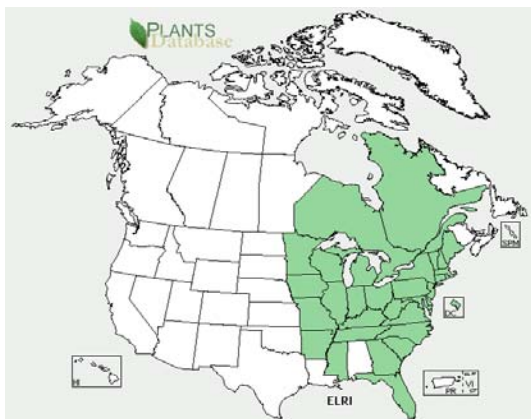 PLANTS
Database
SPM
DC
HI
PR
VI
ELRI